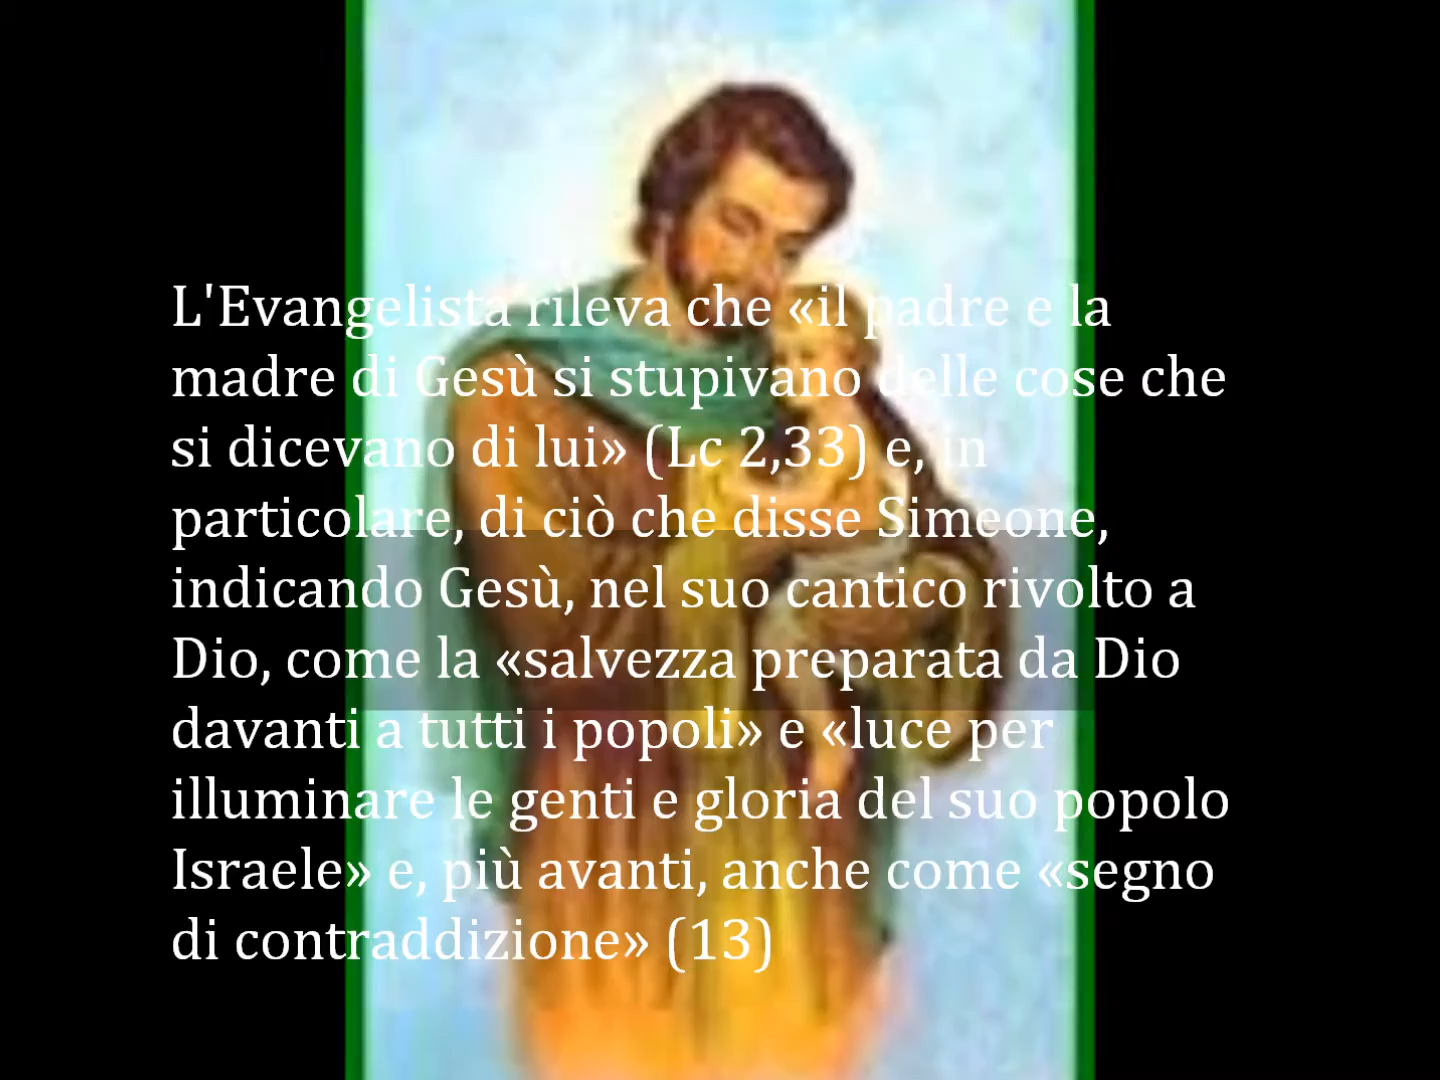 L'Evangelista rileva che «il padre e la
madre di Gesù si stupivano delle cose che
si dicevano di lui» (Lc 2,33) e, in
particolare, di ciò che disse Simeone,
indicando Gesù, nel suo cantico rivolto a
Dio, come la «salvezza preparata da Dio
davanti a tutti i popoli» e «luce per
illuminare le genti e gloria del suo popolo
Israele» e, più avanti, anche come «segno
di contraddizione» (13)